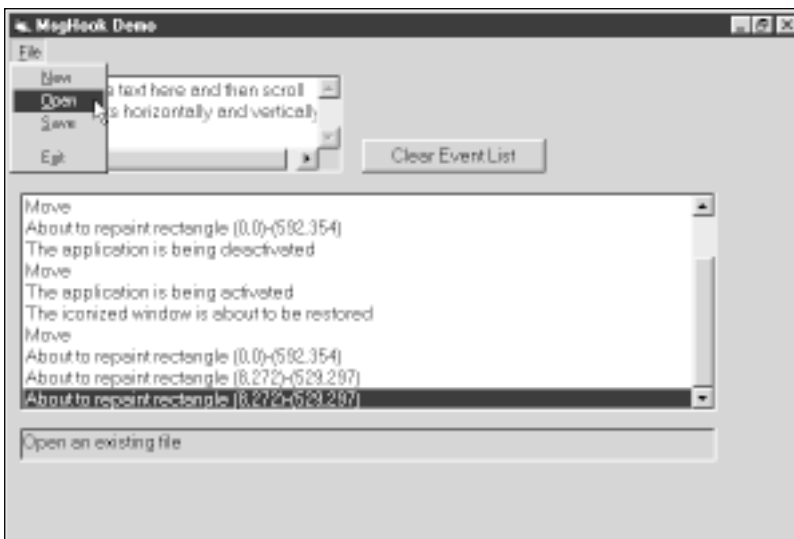 MsgHook Demo
File
New
Open
Save
Exit
text here and then scroll
s horizontally and vertically
Clear Event List
Move
About to repaint rectangle (0,0)-(592,354)
The application is being deactivated
Move
The application is being activated
The iconized window is about to be restored
Move
About to repaint rectangle (0,0)-(592,354)
About to repaint rectangle (8,272)-(529,297)
About to repaint rectangle (8,272)-(529,297)
Open an existing file